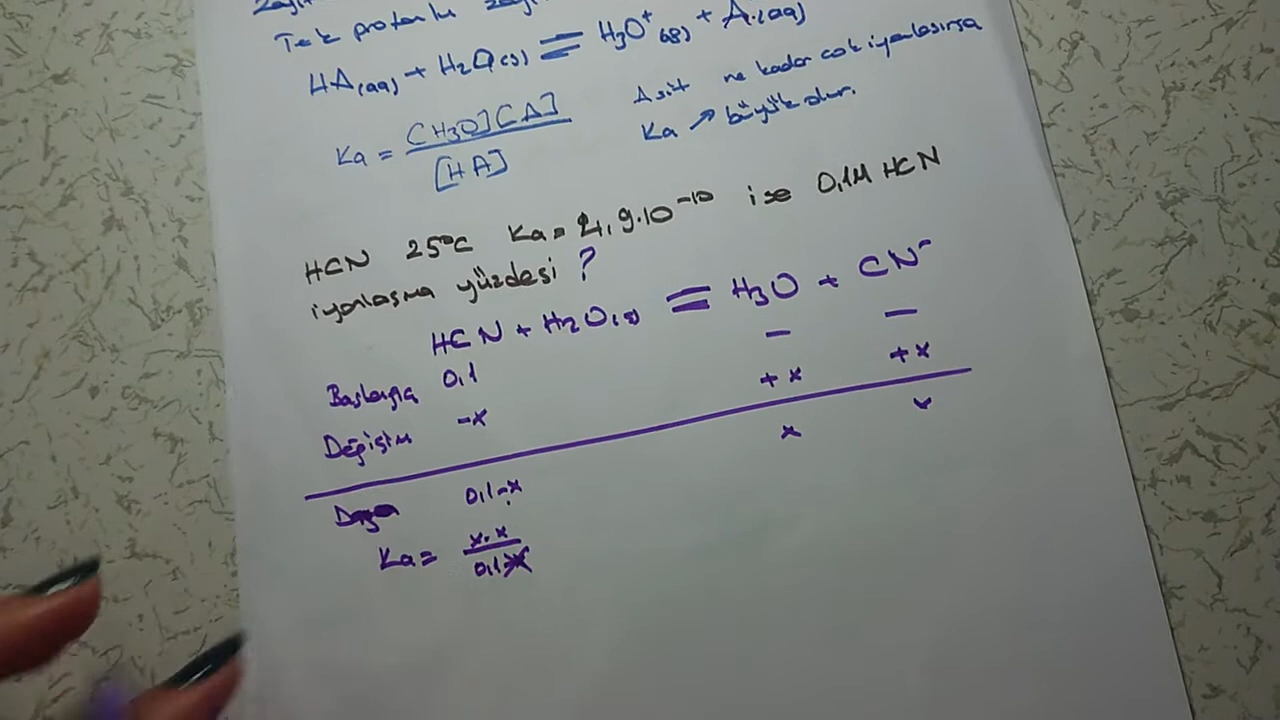 Tek protonlu
HA(aq) + H₂O(s) ⇌ H₃O⁺(aq) + A⁻(aq)
Ka = [H₃O][A]
[HA]
Asit ne kadar çok iyonlaşırsa
Ka ↗ büyük olur.
HCN 25°C Ka = 4,9.10⁻¹⁰ ise 0,1M HCN
iyonlaşma yüzdesi ?
HCN + H₂O(s) = H₃O + CN⁻
Başlangıç 0,1 — —
Değişim -x +x +x
0,1-x x x
Ka = x.x
0,1-x